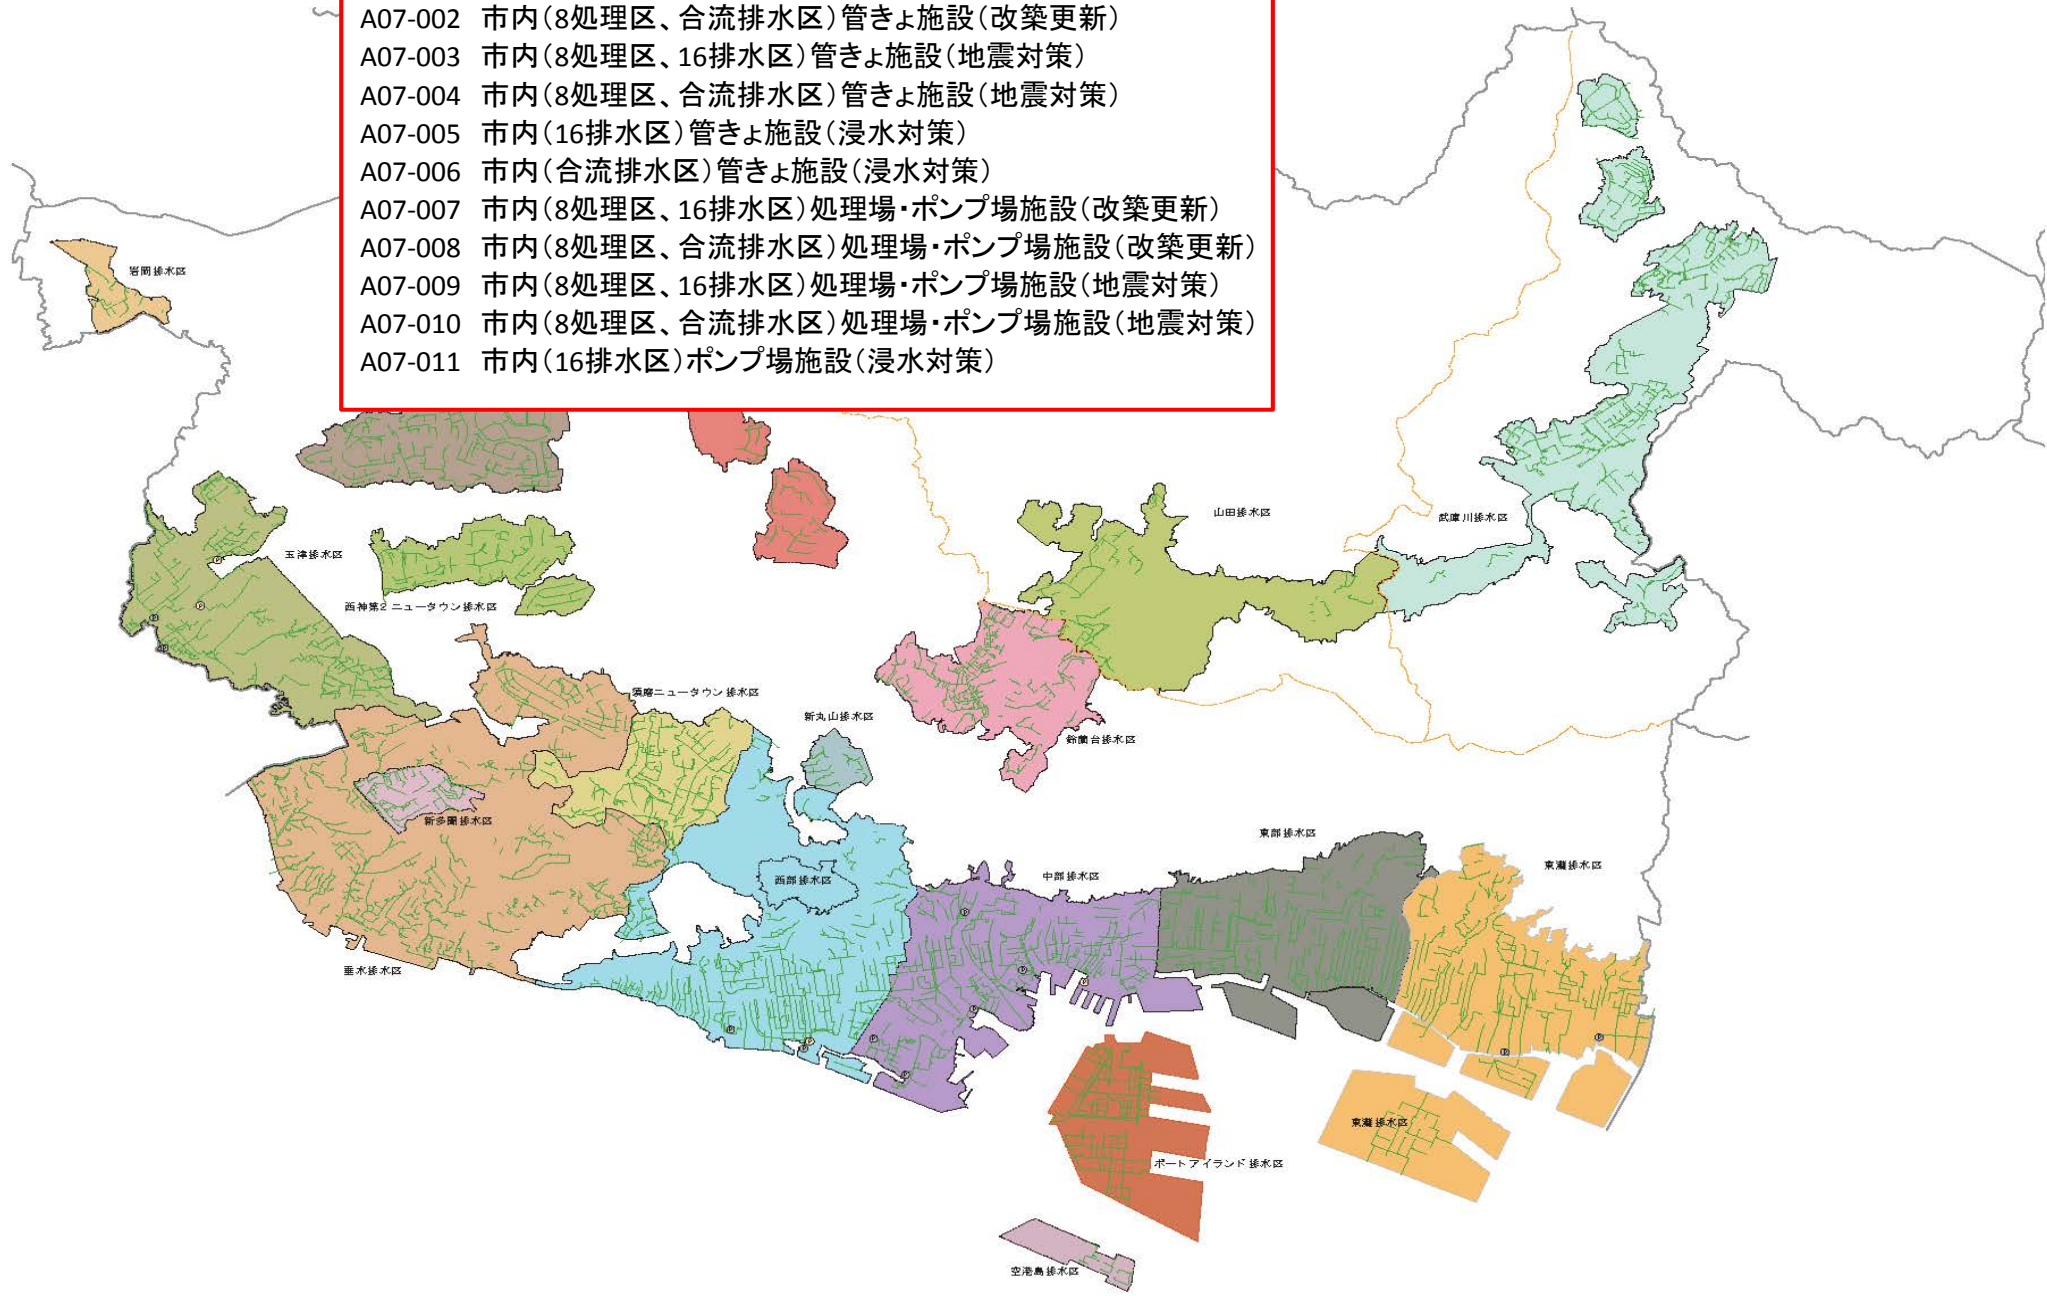 A07-002 市内(8処理区、合流排水区)管きょ施設(改築更新)
A07-003 市内(8処理区、16排水区)管きょ施設(地震対策)
A07-004 市内(8処理区、合流排水区)管きょ施設(地震対策)
A07-005 市内(16排水区)管きょ施設(浸水対策)
A07-006 市内(合流排水区)管きょ施設(浸水対策)
A07-007 市内(8処理区、16排水区)処理場・ポンプ場施設(改築更新)
A07-008 市内(8処理区、合流排水区)処理場・ポンプ場施設(改築更新)
A07-009 市内(8処理区、16排水区)処理場・ポンプ場施設(地震対策)
A07-010 市内(8処理区、合流排水区)処理場・ポンプ場施設(地震対策)
A07-011 市内(16排水区)ポンプ場施設(浸水対策)
岩岡排水区
山田排水区
武庫川排水区
玉津排水区
西神第2ニュータウン排水区
須磨ニュータウン排水区
新丸山排水区
鈴蘭台排水区
新多聞排水区
東部排水区
東灘排水区
西部排水区
中部排水区
垂水排水区
東灘排水区
ポートアイランド排水区
空港島排水区